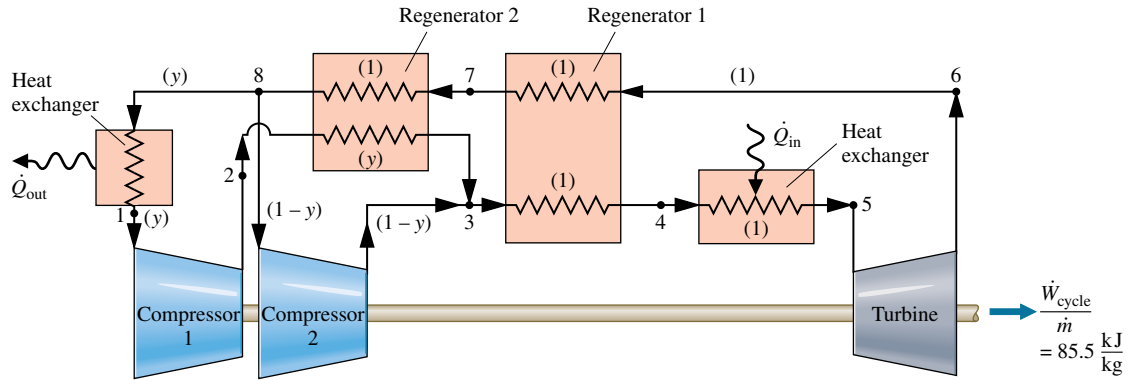 Regenerator 2
Regenerator 1
Heat
exchanger
(y)
8
(1)
7
(1)
(1)
6
(y)
Q̇in
Heat
exchanger
Q̇out
2
1
(y)
(1 – y)
(1 – y)
3
(1)
4
(1)
5
Compressor
1
Compressor
2
Turbine
Ẇcycle
ṁ
= 85.5 kJ
kg